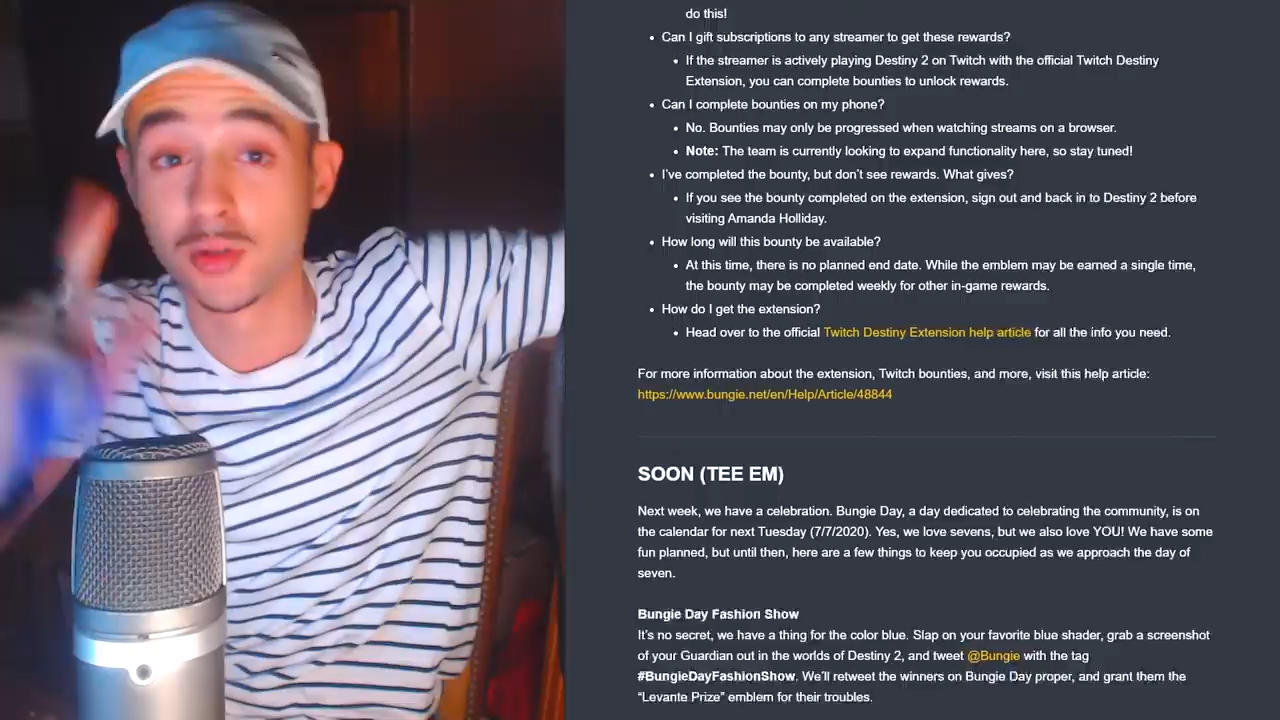 do this!
Can I gift subscriptions to any streamer to get these rewards?
If the streamer is actively playing Destiny 2 on Twitch with the official Twitch Destiny
Extension, you can complete bounties to unlock rewards.
Can I complete bounties on my phone?
No. Bounties may only be progressed when watching streams on a browser.
Note: The team is currently looking to expand functionality here, so stay tuned!
I've completed the bounty, but don't see rewards. What gives?
If you see the bounty completed on the extension, sign out and back in to Destiny 2 before
visiting Amanda Holliday.
How long will this bounty be available?
At this time, there is no planned end date. While the emblem may be earned a single time,
the bounty may be completed weekly for other in-game rewards.
How do I get the extension?
Head over to the official Twitch Destiny Extension help article for all the info you need.
For more information about the extension, Twitch bounties, and more, visit this help article:
https://www.bungie.net/en/Help/Article/48844
SOON (TEE EM)
Next week, we have a celebration. Bungie Day, a day dedicated to celebrating the community, is on
the calendar for next Tuesday (7/7/2020). Yes, we love sevens, but we also love YOU! We have some
fun planned, but until then, here are a few things to keep you occupied as we approach the day of
seven.
Bungie Day Fashion Show
It's no secret, we have a thing for the color blue. Slap on your favorite blue shader, grab a screenshot
of your Guardian out in the worlds of Destiny 2, and tweet @Bungie with the tag
#BungieDayFashionShow. We'll retweet the winners on Bungie Day proper, and grant them the
“Levante Prize” emblem for their troubles.